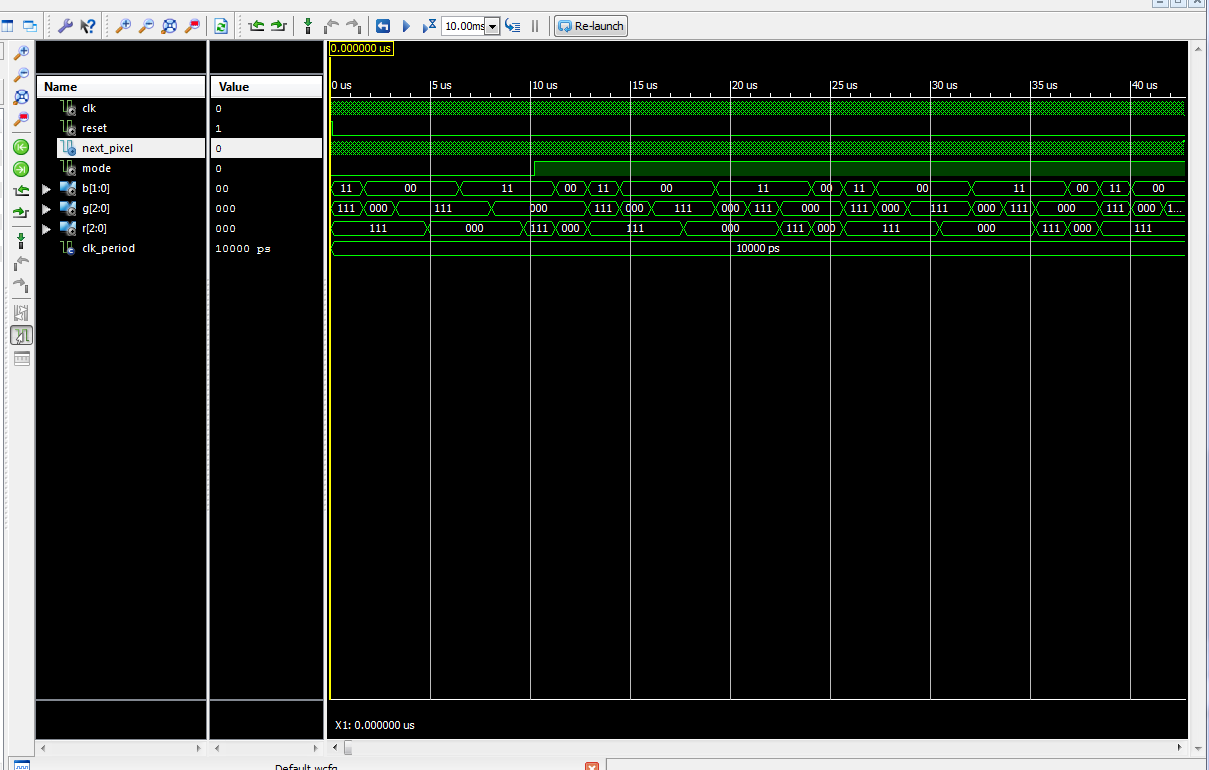 10.00ms Re-launch
0.000000 us
Name Value
0 us 5 us 10 us 15 us 20 us 25 us 30 us 35 us 40 us
clk 0
reset 1
next_pixel 0
mode 0
b[1:0] 00 11 00 11 00 11 00 11 00 11 00 11 00 11 00
g[2:0] 000 111 000 111 000 111 000 111 000 111 000 111 000 111 000 111 000 111 000 1...
r[2:0] 000 111 000 111 000 111 000 111 000 111 000 111 000 111
clk_period 10000 ps 10000 ps
X1: 0.000000 us
Default.wcfg